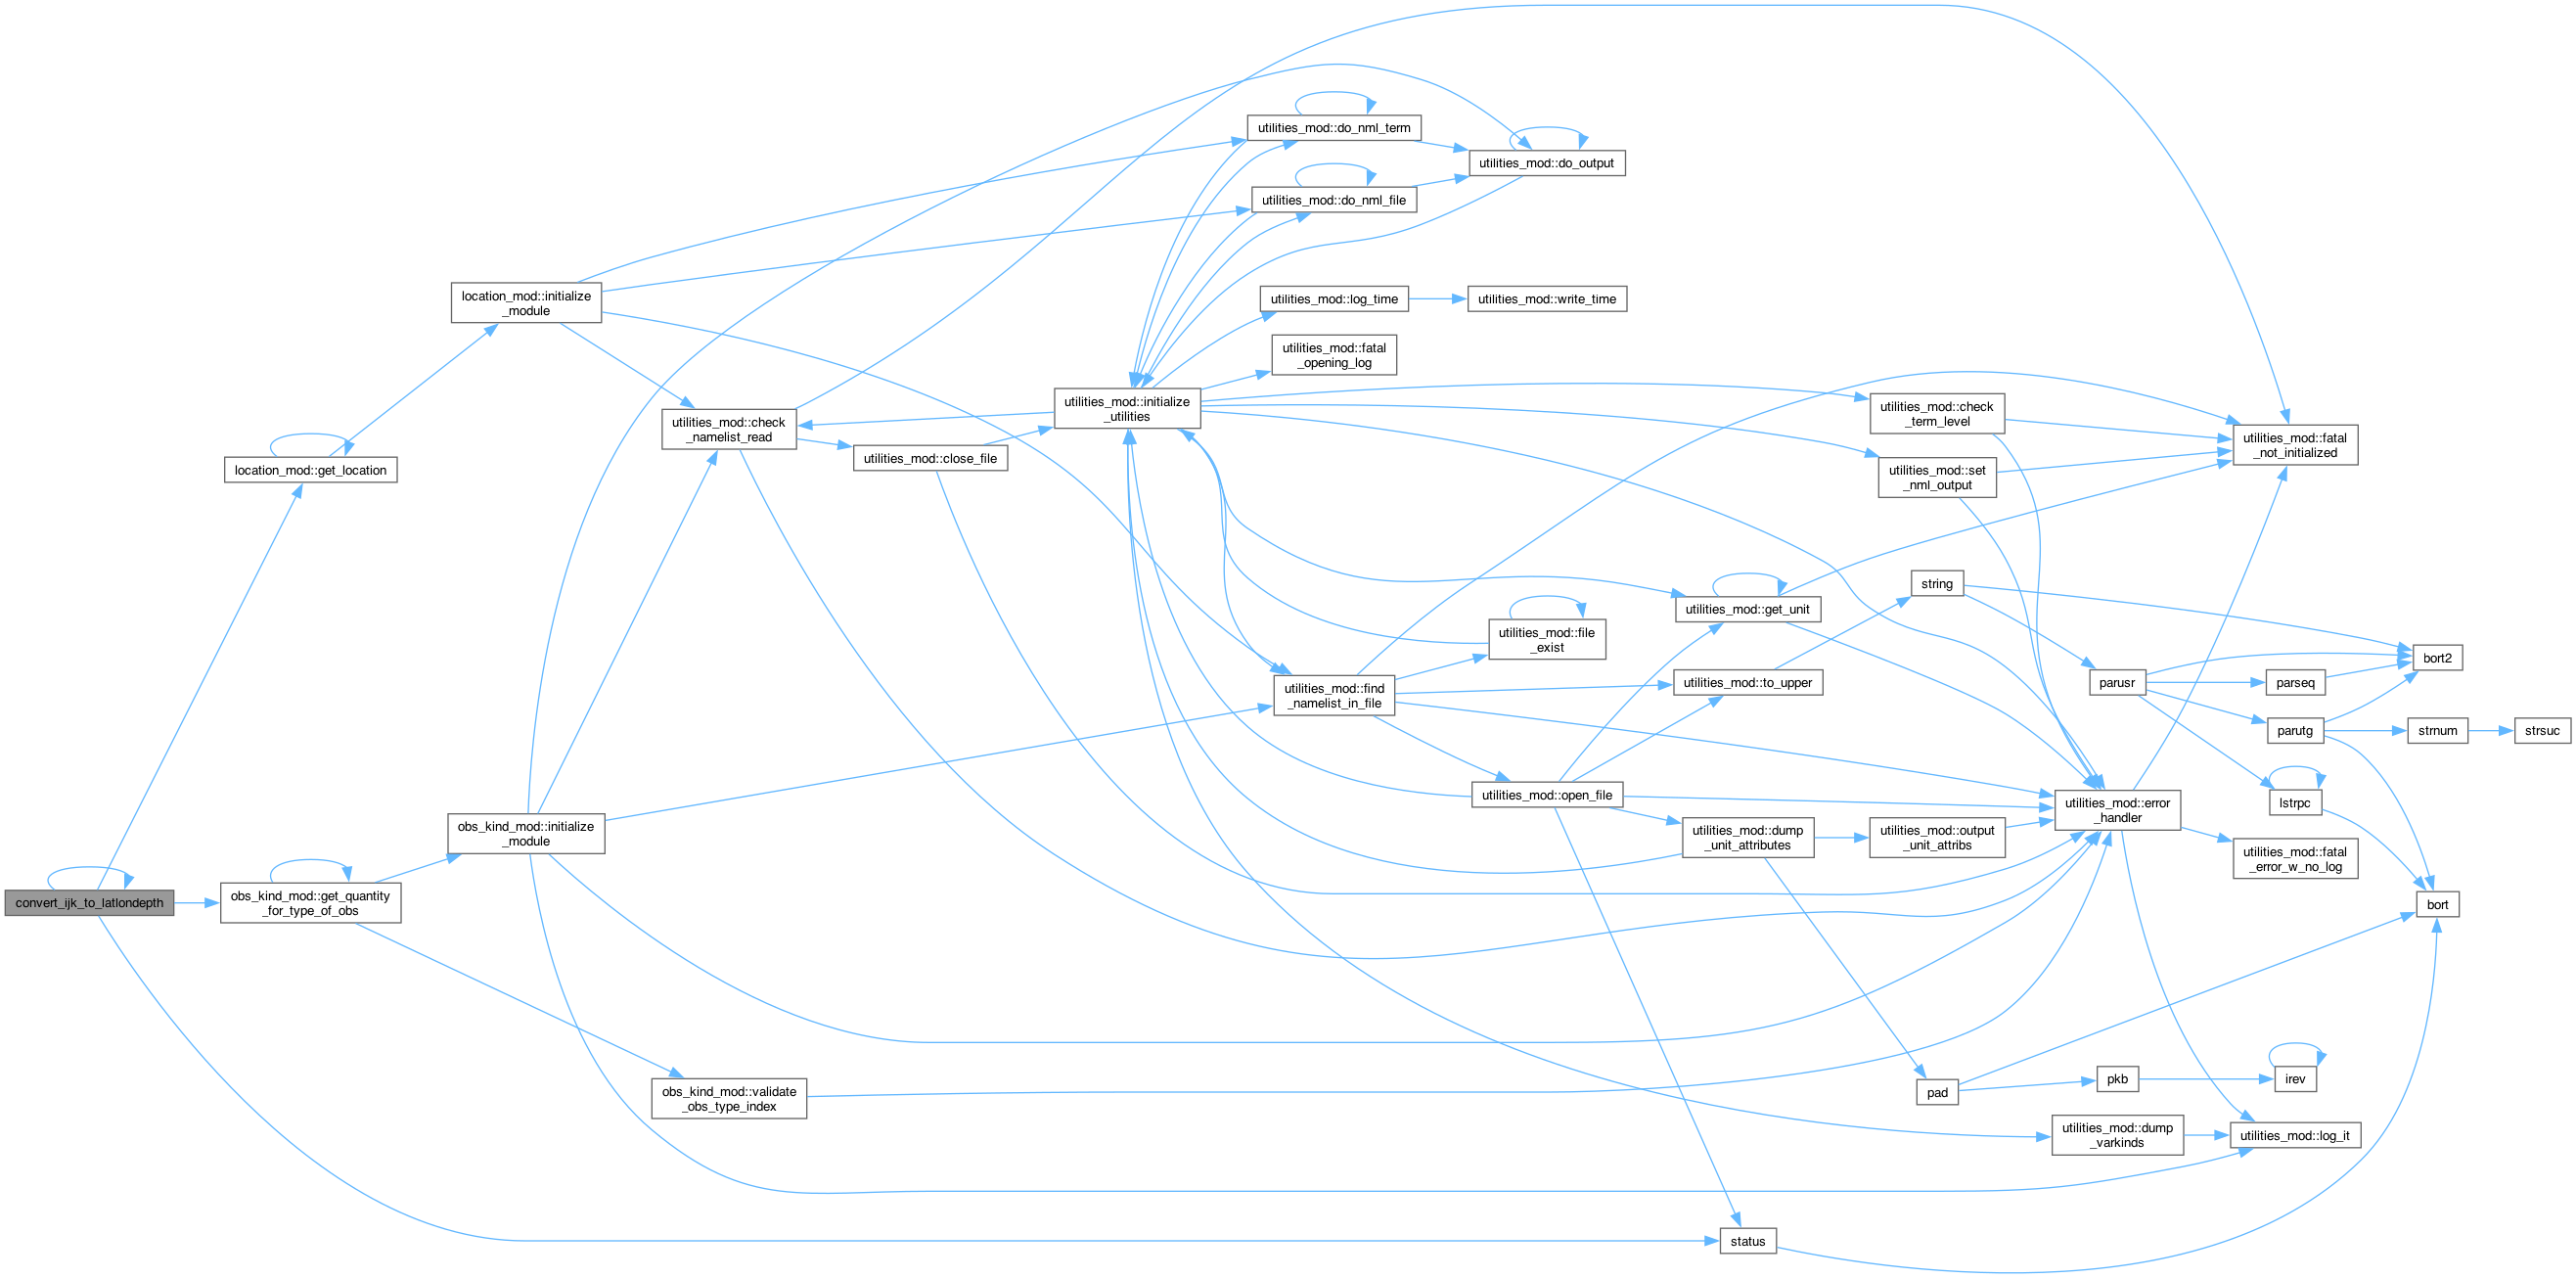 utilities_mod::do_nml_term
utilities_mod::do_output
utilities_mod::do_nml_file
location_mod::initialize
_module
utilities_mod::log_time
utilities_mod::write_time
utilities_mod::fatal
_opening_log
utilities_mod::initialize
_utilities
utilities_mod::check
_term_level
utilities_mod::check
_namelist_read
utilities_mod::fatal
_not_initialized
utilities_mod::close_file
location_mod::get_location
utilities_mod::set
_nml_output
string
utilities_mod::get_unit
utilities_mod::file
_exist
bort2
utilities_mod::find
_namelist_in_file
utilities_mod::to_upper
parusr
parseq
parutg
strnum
strsuc
utilities_mod::open_file
lstrpc
utilities_mod::error
_handler
obs_kind_mod::initialize
_module
utilities_mod::dump
_unit_attributes
utilities_mod::output
_unit_attribs
utilities_mod::fatal
_error_w_no_log
convert_ijk_to_latlondepth
obs_kind_mod::get_quantity
_for_type_of_obs
bort
obs_kind_mod::validate
_obs_type_index
pad
pkb
irev
utilities_mod::dump
_varkinds
utilities_mod::log_it
status